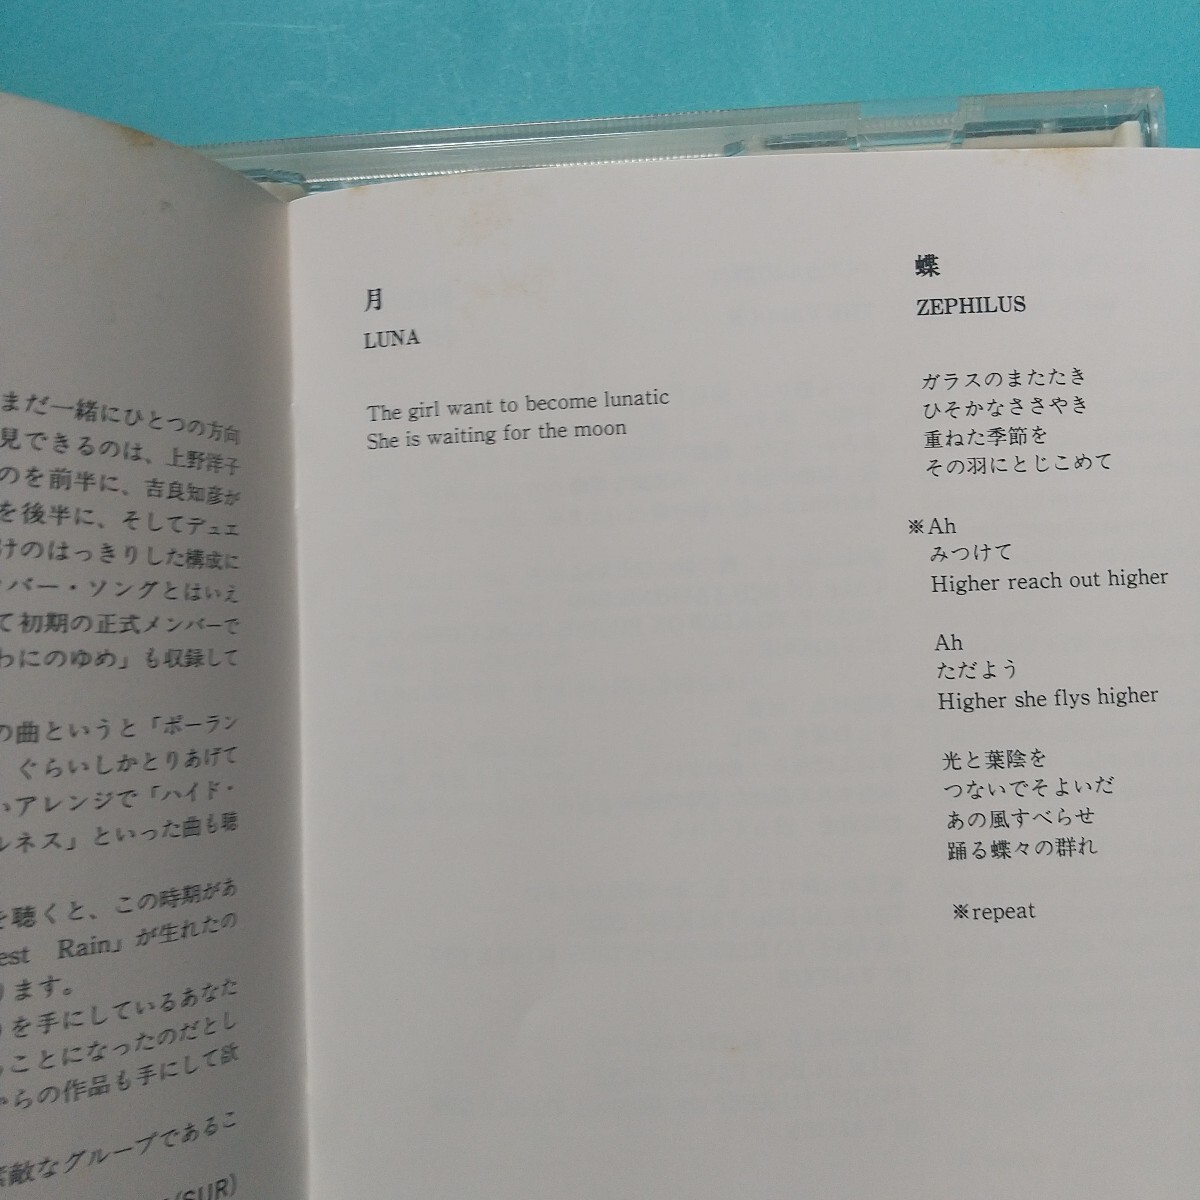 まだ一緒にひとつの方向
見できるのは、上野洋子
のを前半に、吉良知彦が
を後半に、そしてデュエ
けのはっきりした構成に
バー・ソングとはいえ
て初期の正式メンバーで
わにのゆめ」も収録して
の曲というと「ポーラン
ぐらいしかとりあげて
いアレンジで「ハイド・
ルネス」といった曲も聴
を聴くと、この時期があ
est Rain」が生れたの
ります。
を手にしているあなた
ことになったのだとし
からの作品も手にして欲
素敵なグループであるこ
(SUR)
月
LUNA
The girl want to become lunatic
She is waiting for the moon
蝶
ZEPHILUS
ガラスのまたたき
ひそかなささやき
重ねた季節を
その羽にとじこめて
※Ah
みつけて
Higher reach out higher
Ah
ただよう
Higher she flys higher
光と葉陰を
つないでそよいだ
あの風すべらせ
踊る蝶々の群れ
※repeat